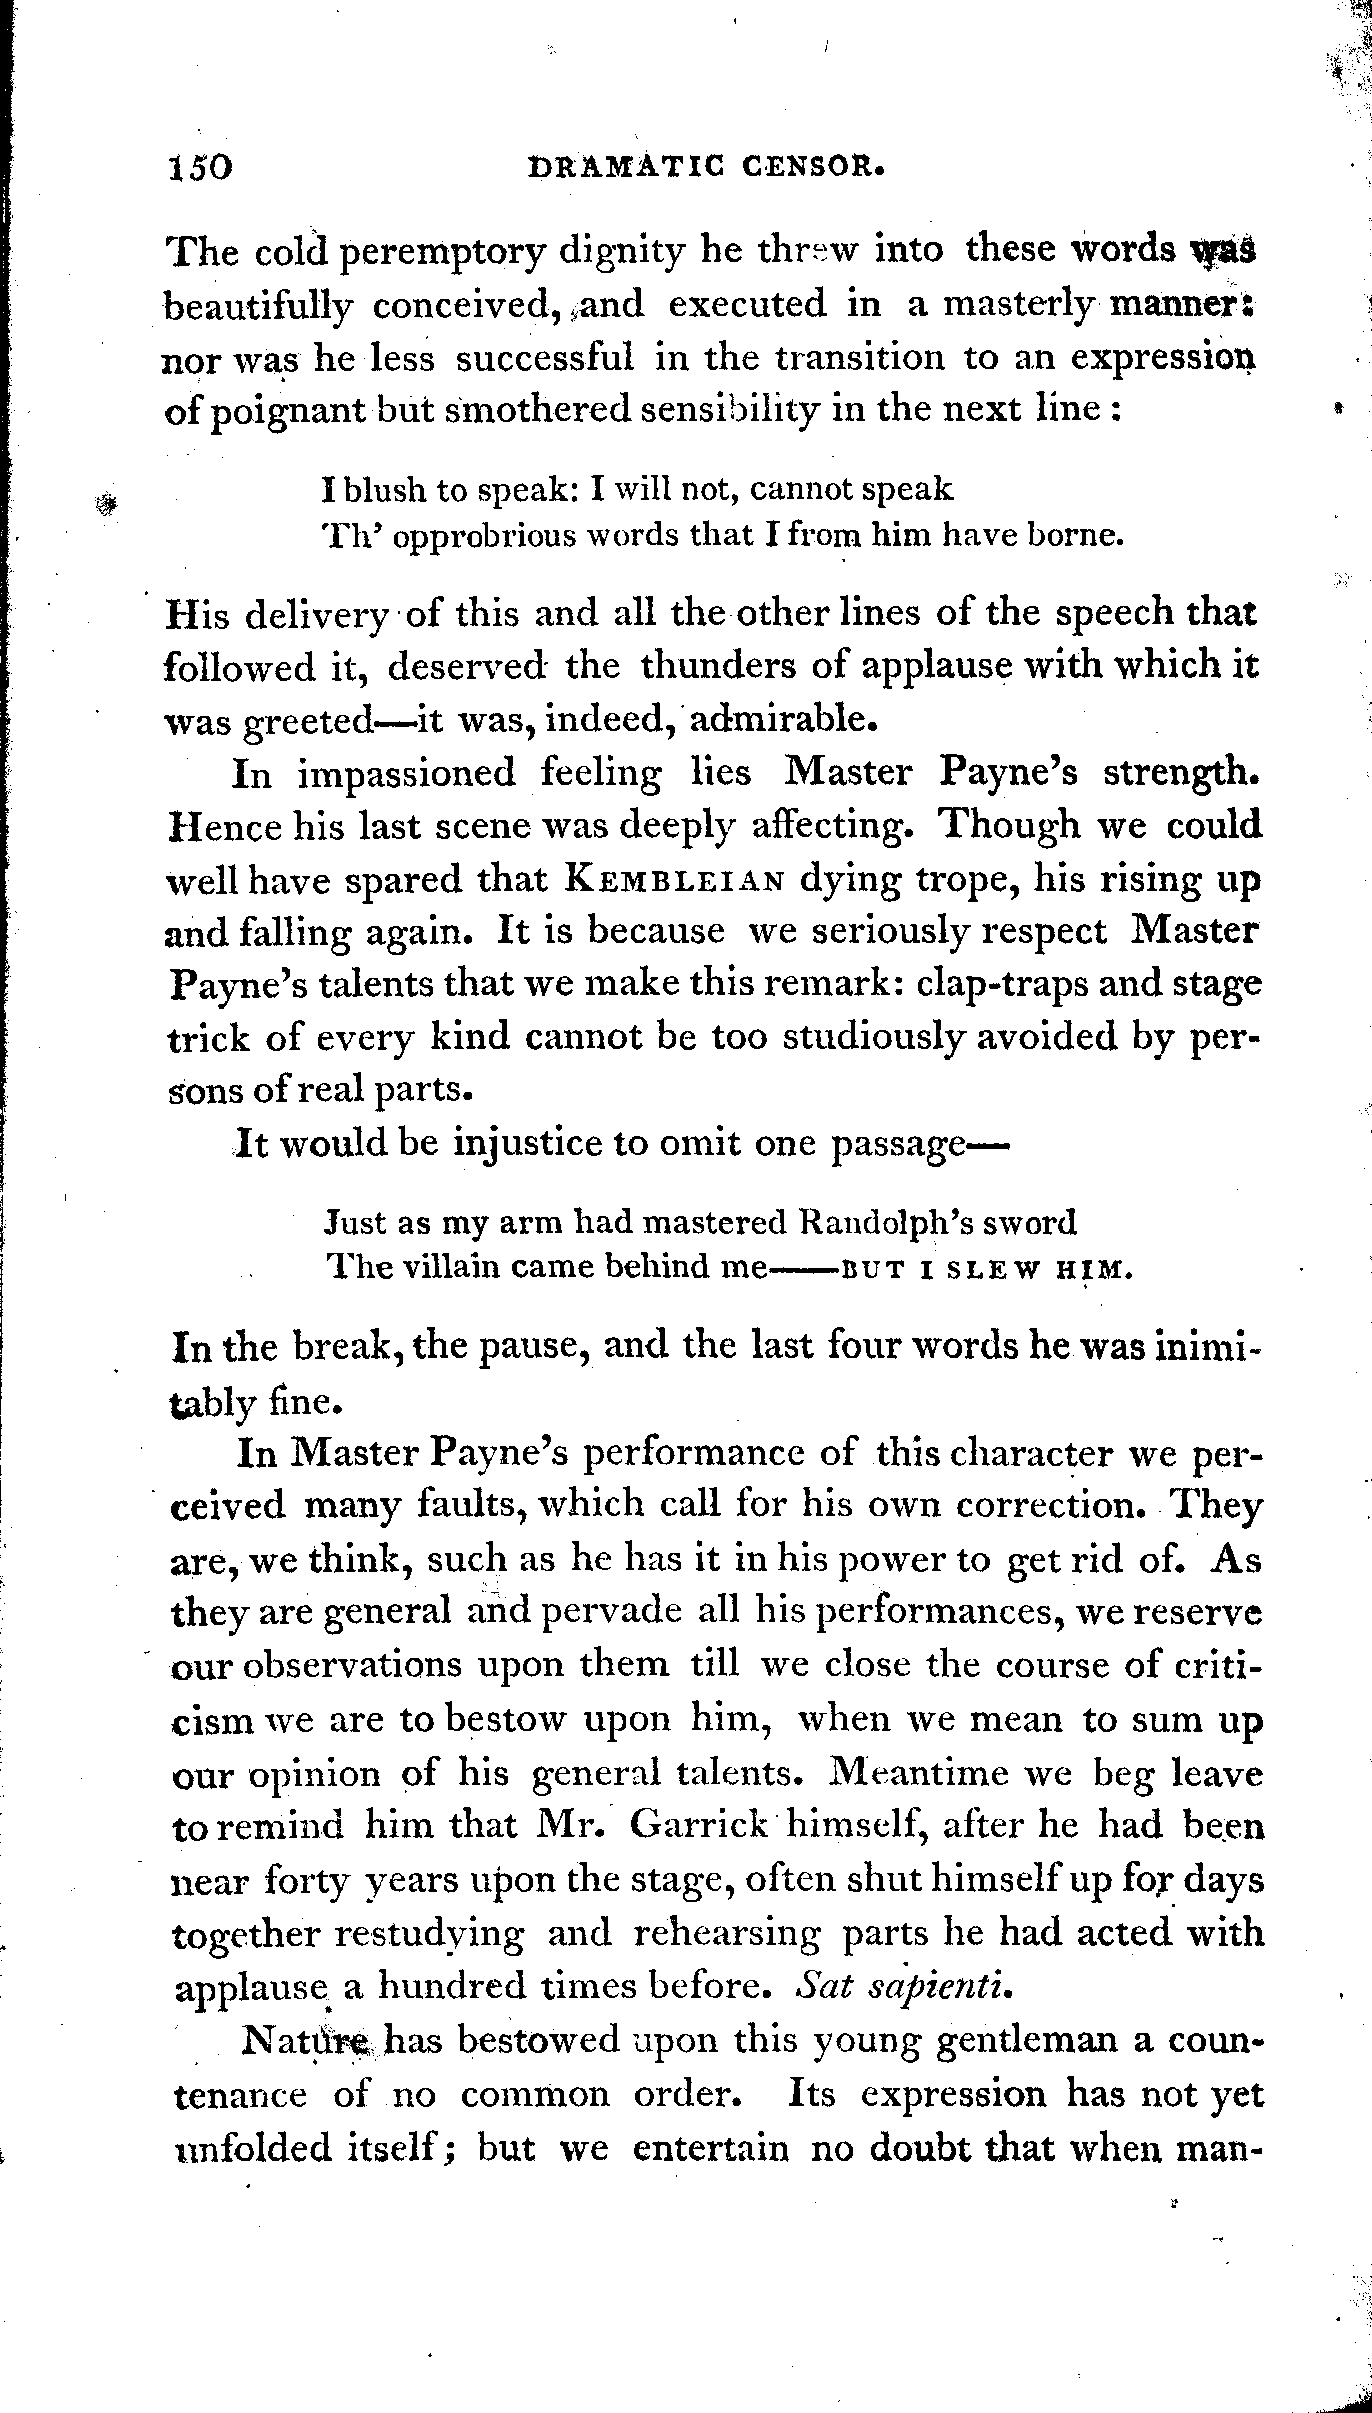 150 DRAMATIC CENSOR.
The cold peremptory dignity he threw into these words was
beautifully conceived, and executed in a masterly manner:
nor was he less successful in the transition to an expression
of poignant but smothered sensibility in the next line :
I blush to speak: I will not, cannot speak
Th' opprobrious words that I from him have borne.
His delivery of this and all the other lines of the speech that
followed it, deserved the thunders of applause with which it
was greeted—it was, indeed, admirable.
In impassioned feeling lies Master Payne's strength.
Hence his last scene was deeply affecting. Though we could
well have spared that KEMBLEIAN dying trope, his rising up
and falling again. It is because we seriously respect Master
Payne's talents that we make this remark: clap-traps and stage
trick of every kind cannot be too studiously avoided by per-
sons of real parts.
It would be injustice to omit one passage—
Just as my arm had mastered Randolph's sword
The villain came behind me——BUT I SLEW HIM.
In the break, the pause, and the last four words he was inimi-
tably fine.
In Master Payne's performance of this character we per-
ceived many faults, which call for his own correction. They
are, we think, such as he has it in his power to get rid of. As
they are general and pervade all his performances, we reserve
our observations upon them till we close the course of criti-
cism we are to bestow upon him, when we mean to sum up
our opinion of his general talents. Meantime we beg leave
to remind him that Mr. Garrick himself, after he had been
near forty years upon the stage, often shut himself up for days
together restudying and rehearsing parts he had acted with
applause a hundred times before. Sat sapienti.
Nature has bestowed upon this young gentleman a coun-
tenance of no common order. Its expression has not yet
unfolded itself; but we entertain no doubt that when man-